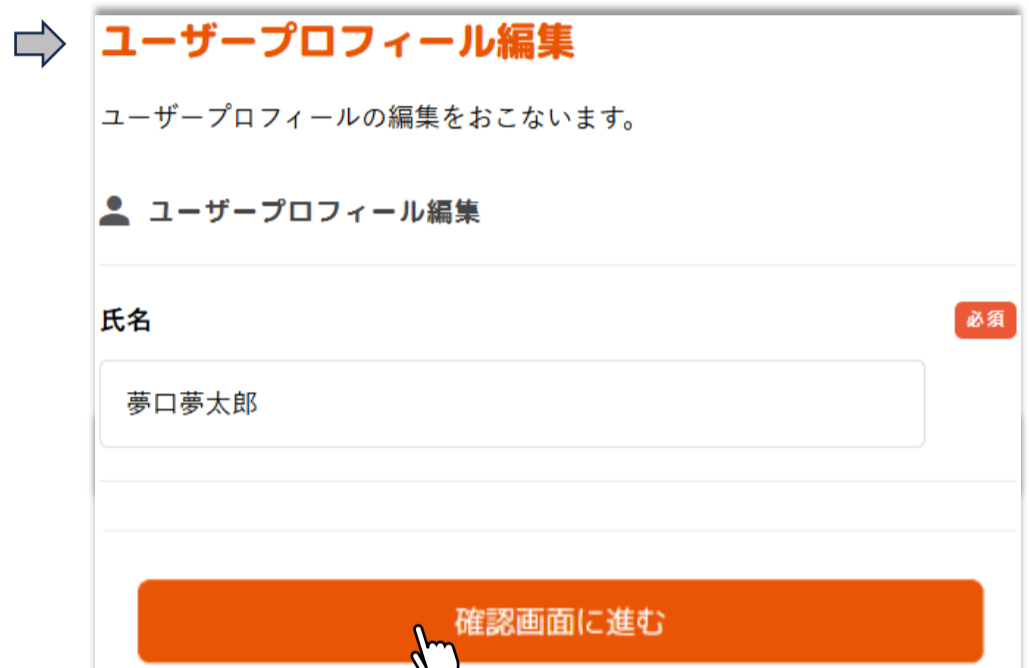 ユーザープロフィール編集
ユーザープロフィールの編集をおこないます。
ユーザープロフィール編集
氏名
必須
夢口夢太郎
確認画面に進む